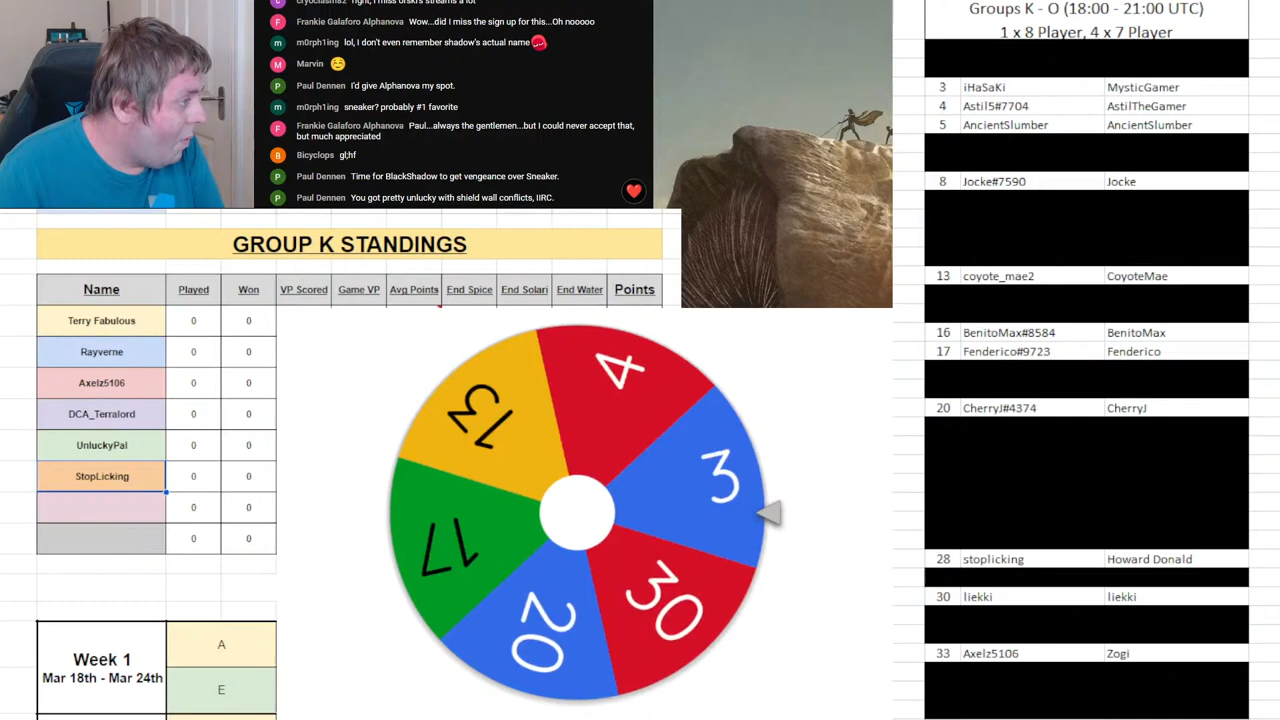 cryoclasm82 right, I miss orskrs streams a lot
Frankie Galaforo Alphanova Wow...did I miss the sign up for this...Oh nooooo
m0rph1ing lol, I don't even remember shadow's actual name
Marvin
Paul Dennen I'd give Alphanova my spot.
m0rph1ing sneaker? probably #1 favorite
Frankie Galaforo Alphanova Paul...always the gentlemen...but I could never accept that,
but much appreciated
Bicyclops gl;hf
Paul Dennen Time for BlackShadow to get vengeance over Sneaker.
Paul Dennen You got pretty unlucky with shield wall conflicts, IIRC.
GROUP K STANDINGS
Name Played Won VP Scored Game VP Avg Points End Spice End Solari End Water Points
Terry Fabulous 0 0
Rayverne 0 0
Axelz5106 0 0
DCA_Terralord 0 0
UnluckyPal 0 0
StopLicking 0 0
0 0
0 0
Week 1
Mar 18th - Mar 24th
A
E
4
3
30
20
17
13
Groups K - O (18:00 - 21:00 UTC)
1 x 8 Player, 4 x 7 Player
3 iHaSaKi MysticGamer
4 Astil5#7704 AstilTheGamer
5 AncientSlumber AncientSlumber
8 Jocke#7590 Jocke
13 coyote_mae2 CoyoteMae
16 BenitoMax#8584 BenitoMax
17 Fenderico#9723 Fenderico
20 CherryJ#4374 CherryJ
28 stoplicking Howard Donald
30 liekki liekki
33 Axelz5106 Zogi